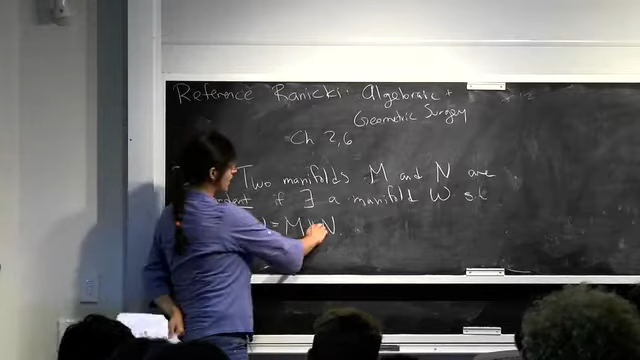 Reference Ranicki: Algebraic +
Geometric Surgery
Ch 2,6
Two manifolds M and N are
if ∃ a manifold W st
= M ⊔ N